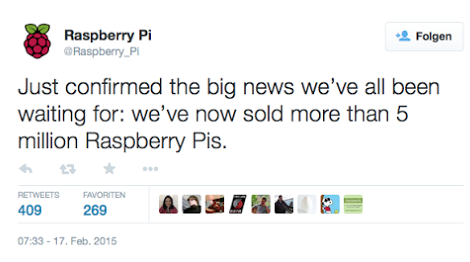 Raspberry Pi
@Raspberry_Pi
Folgen
Just confirmed the big news we've all been
waiting for: we've now sold more than 5
million Raspberry Pis.
RETWEETS FAVORITEN
409 269
07:33 - 17. Feb. 2015